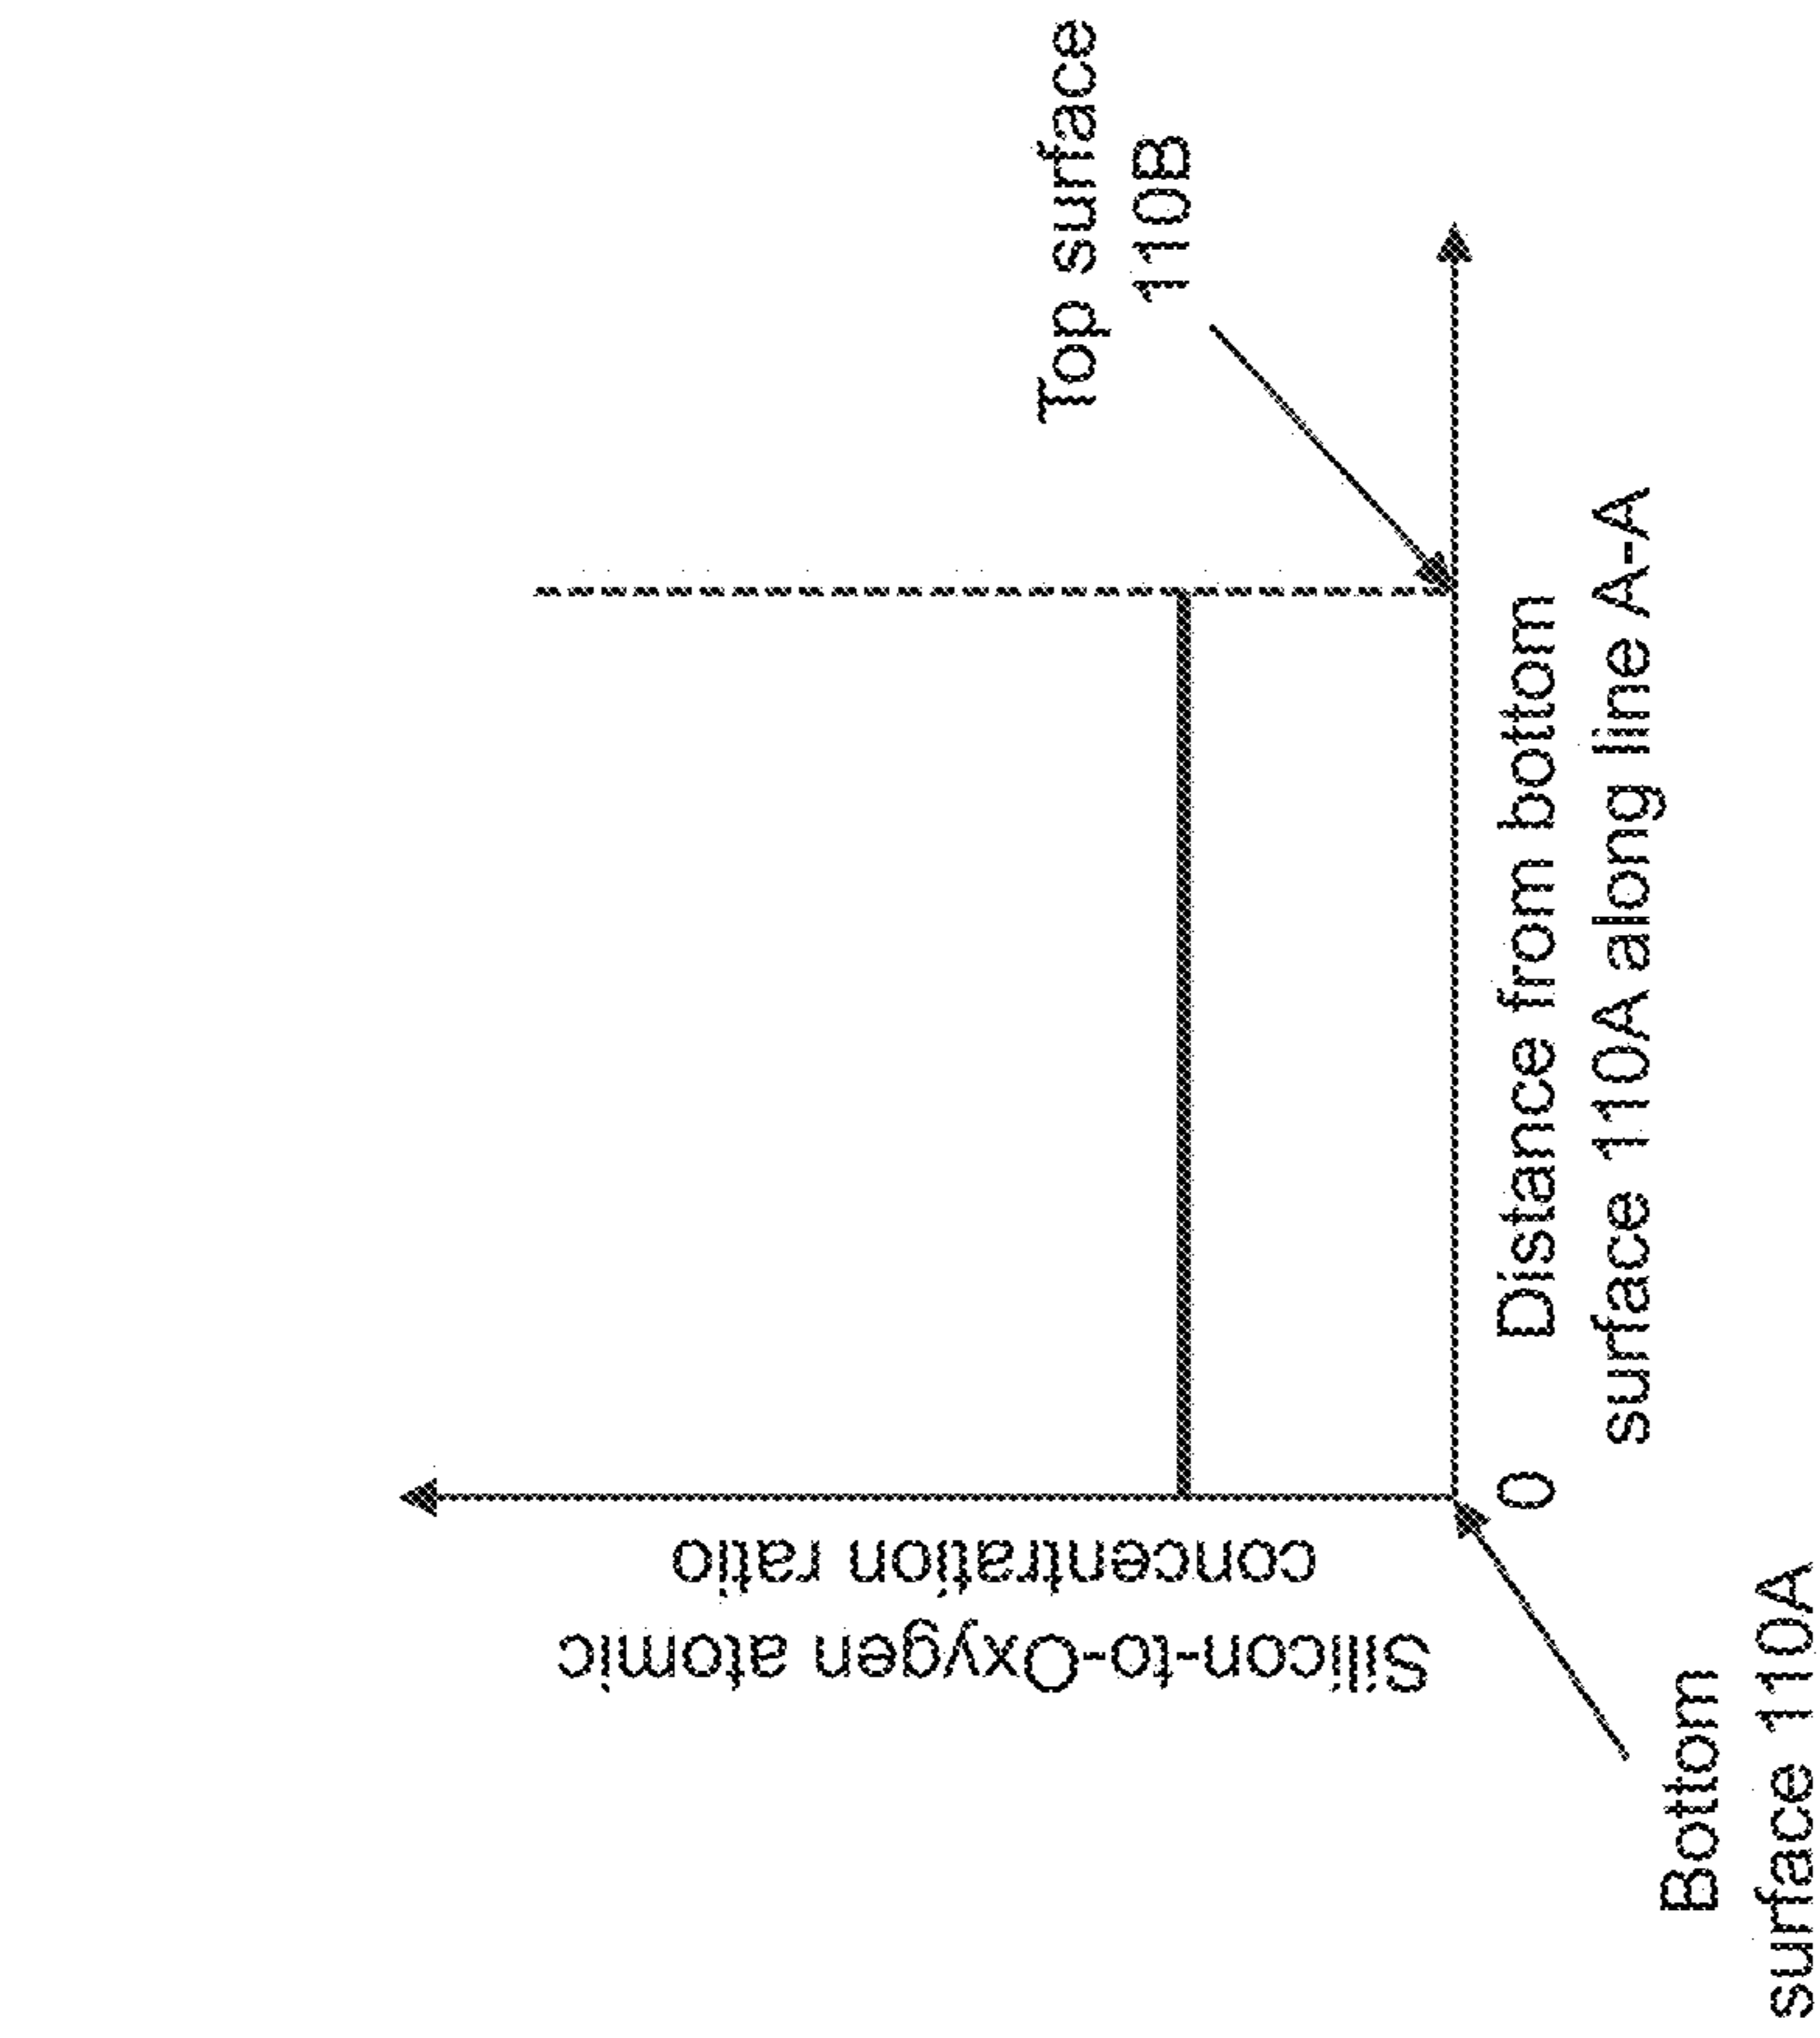 Silicon-to-Oxygen atomic
concentration ratio
Top surface
110B
0
Distance from bottom
surface 110A along line A-A
Bottom
surface 110A